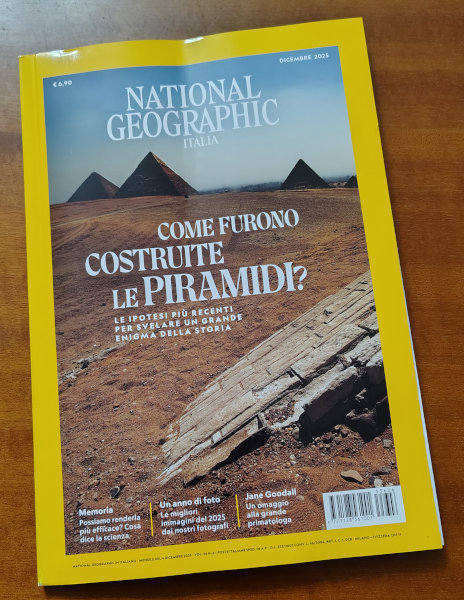 € 6,90
DICEMBRE 2025
NATIONAL
GEOGRAPHIC
ITALIA
COME FURONO
COSTRUITE
LE PIRAMIDI?
LE IPOTESI PIÙ RECENTI
PER SVELARE UN GRANDE
ENIGMA DELLA STORIA
Memoria
Possiamo renderla
più efficace? Cosa
dice la scienza
Un anno di foto
Le migliori
immagini del 2025
dai nostri fotografi
Jane Goodall
Un omaggio
alla grande
primatologa